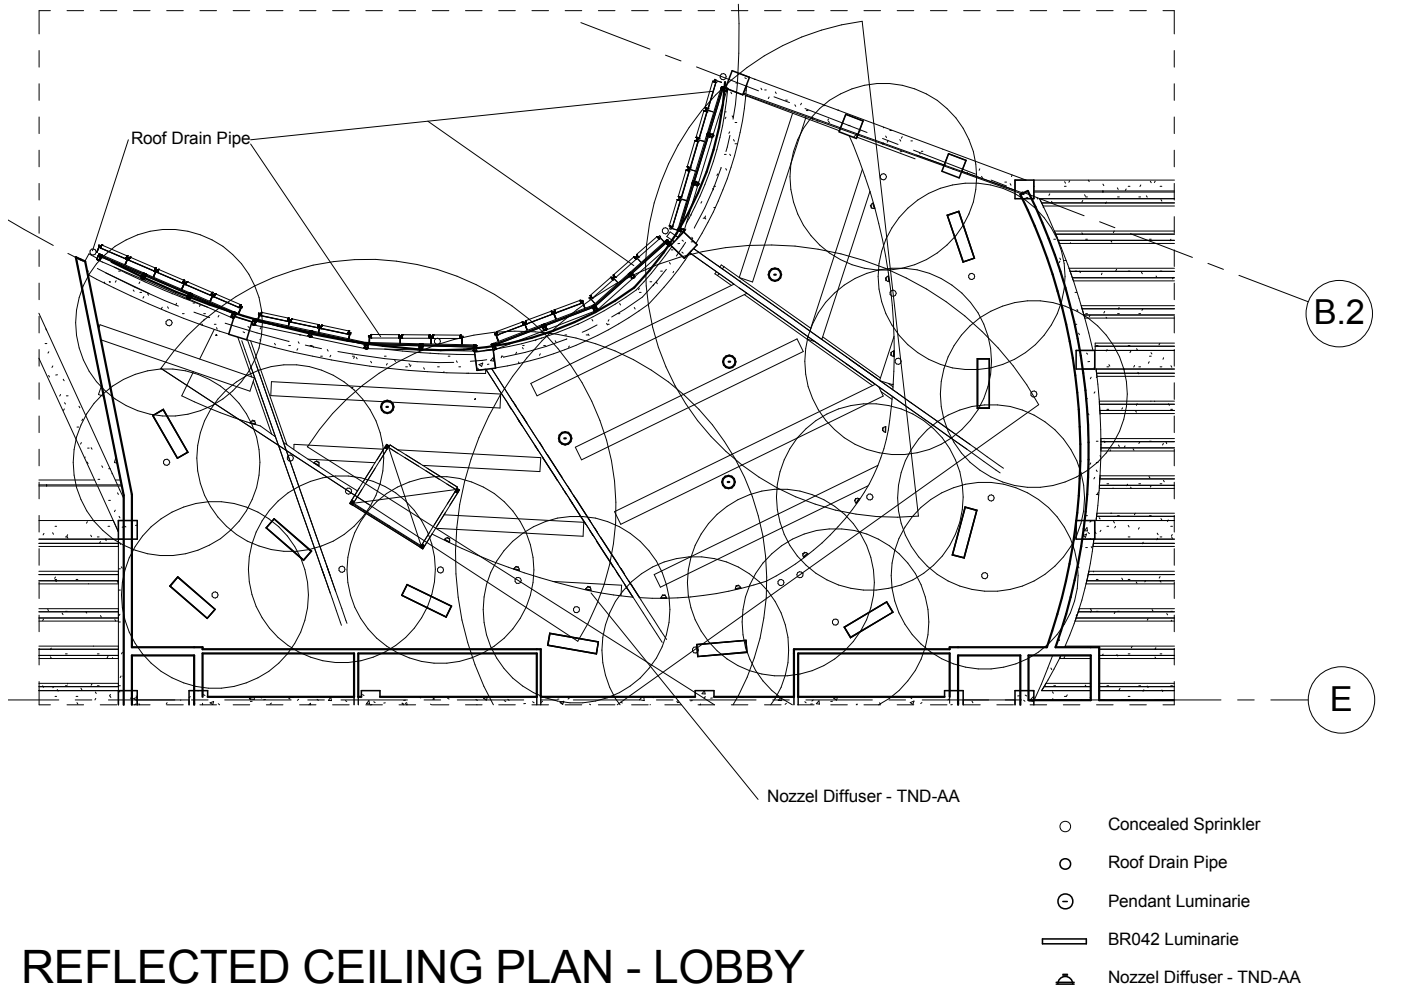 Roof Drain Pipe
B.2
E
Nozzel Diffuser - TND-AA
Concealed Sprinkler
Roof Drain Pipe
Pendant Luminarie
BR042 Luminarie
Nozzel Diffuser - TND-AA
REFLECTED CEILING PLAN - LOBBY